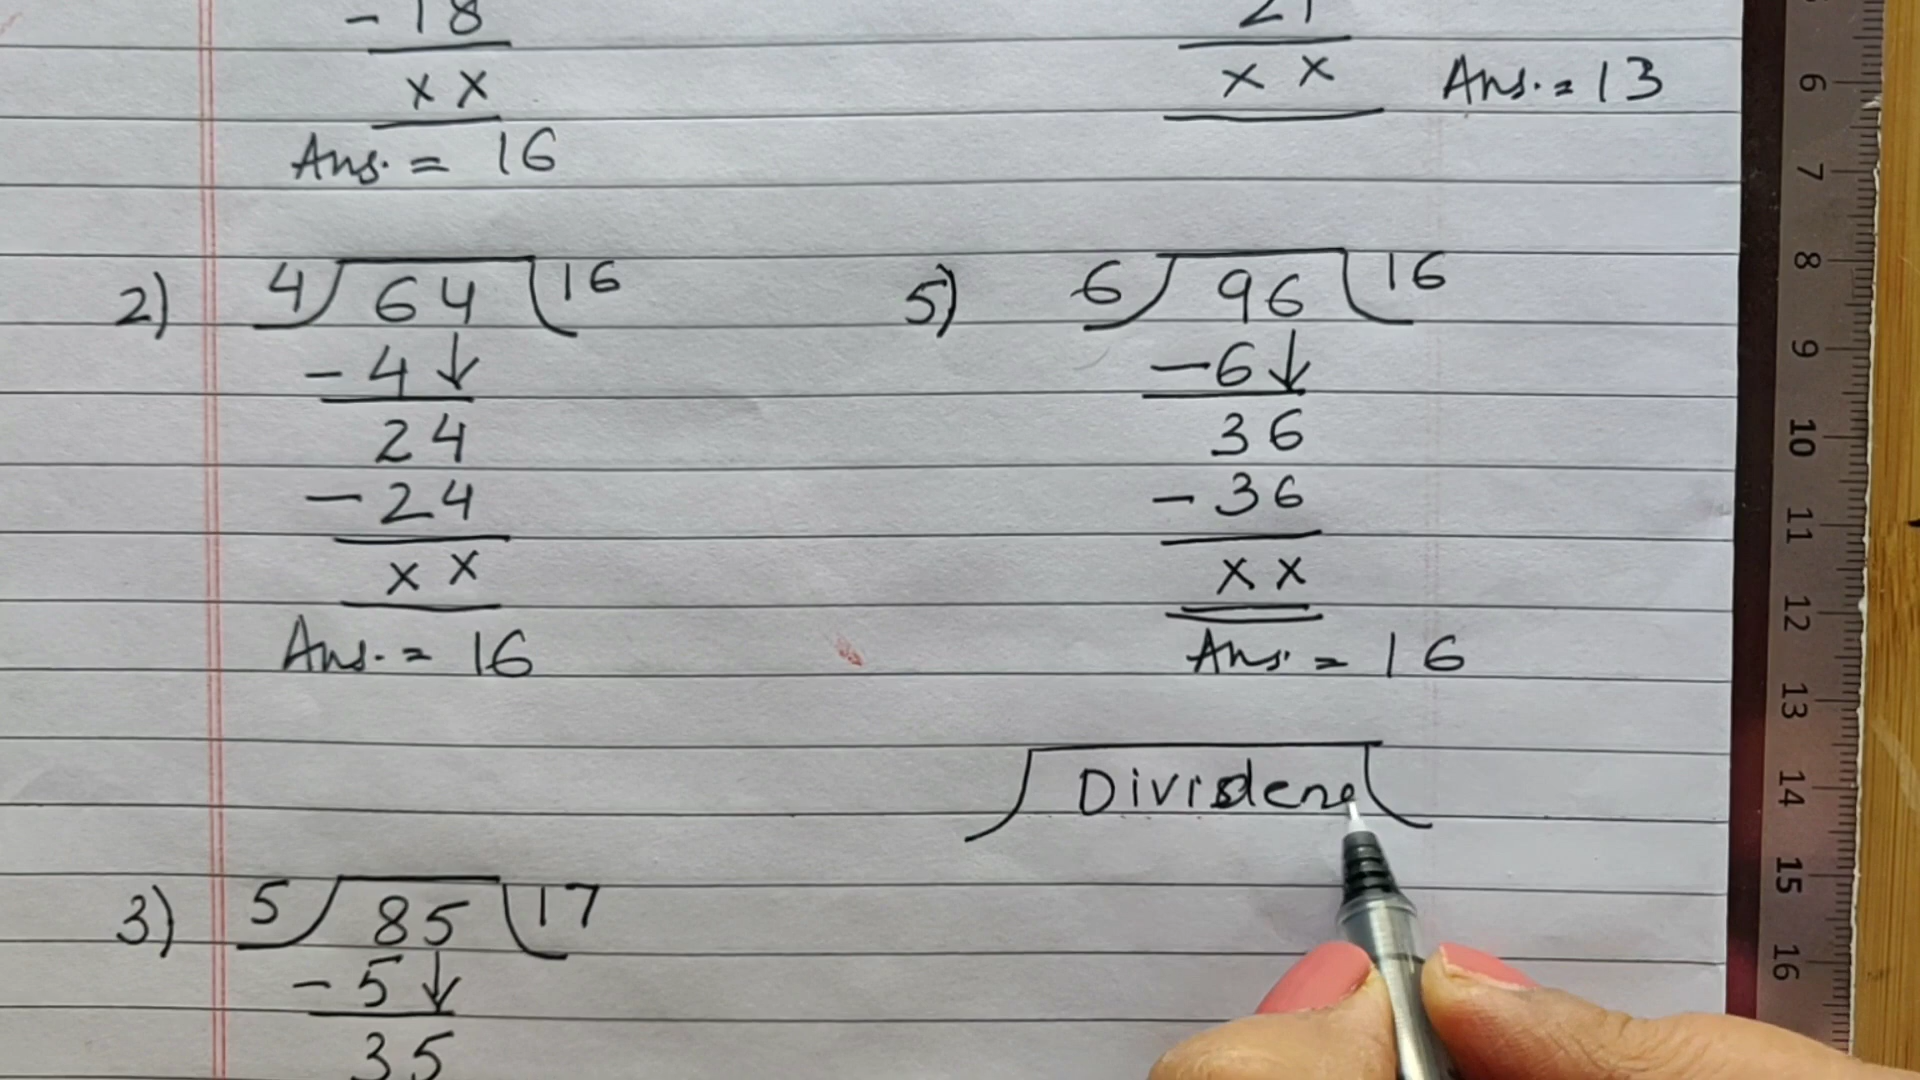 - 18
x x
Ans. = 16
2) 4 64 16
- 4 ↓
24
- 24
x x
Ans. = 16
3) 5 85 17
- 5 ↓
35
21
x x Ans. = 13
5) 6 96 16
- 6 ↓
36
- 36
x x
Ans. = 16
Dividen
6
7
8
9
10
11
12
13
14
15
16